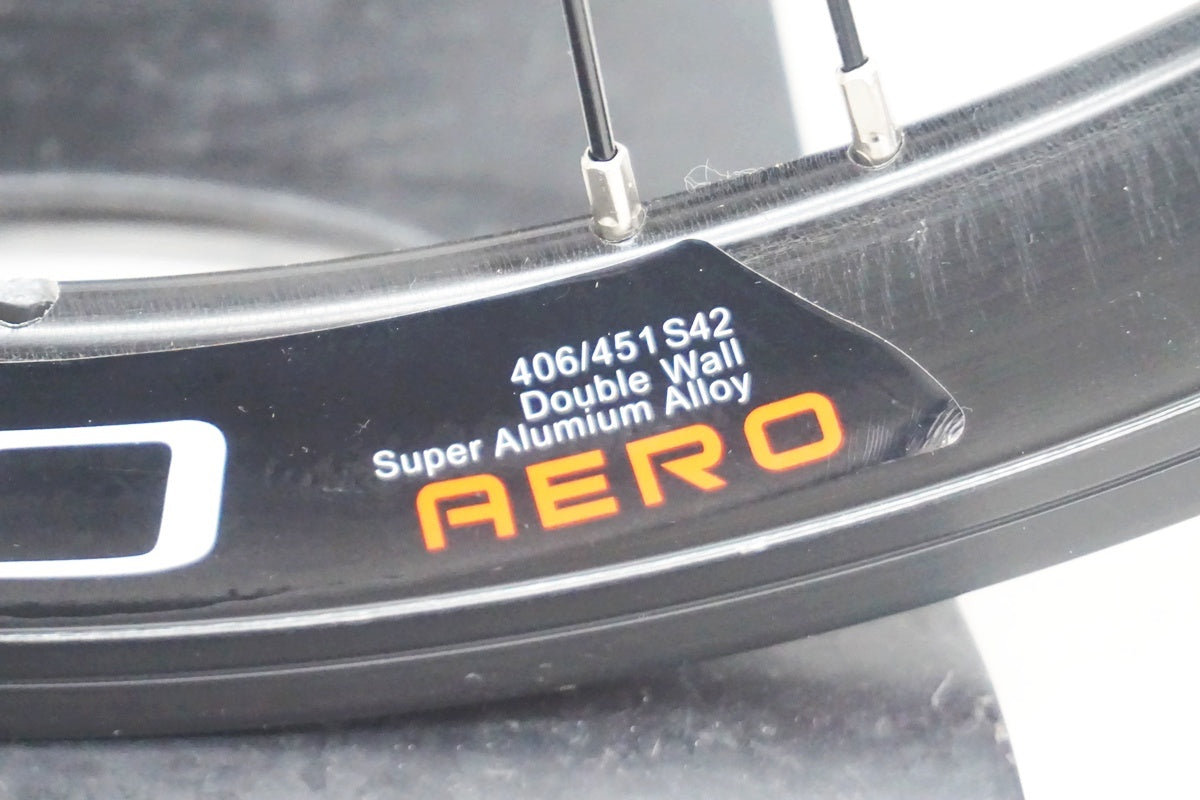 406/451 S42
Double Wall
Super Alumium Alloy
AERO